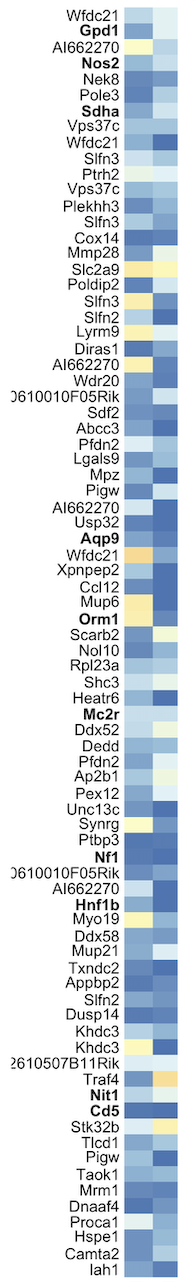 Wfdc21
Gpd1
AI662270
Nos2
Nek8
Pole3
Sdha
Vps37c
Wfdc21
Slfn3
Ptrh2
Vps37c
Plekhh3
Slfn3
Cox14
Mmp28
Slc2a9
Poldip2
Slfn3
Slfn2
Lyrm9
Diras1
AI662270
Wdr20
0610010F05Rik
Sdf2
Abcc3
Pfdn2
Lgals9
Mpz
Pigw
AI662270
Usp32
Aqp9
Wfdc21
Xpnpep2
Ccl12
Mup6
Orm1
Scarb2
Nol10
Rpl23a
Shc3
Heatr6
Mc2r
Ddx52
Dedd
Pfdn2
Ap2b1
Pex12
Unc13c
Synrg
Ptbp3
Nf1
0610010F05Rik
AI662270
Hnf1b
Myo19
Ddx58
Mup21
Txndc2
Appbp2
Slfn2
Dusp14
Khdc3
Khdc3
2610507B11Rik
Traf4
Nit1
Cd5
Stk32b
Tlcd1
Pigw
Taok1
Mrm1
Dnaaf4
Proca1
Hspe1
Camta2
Iah1